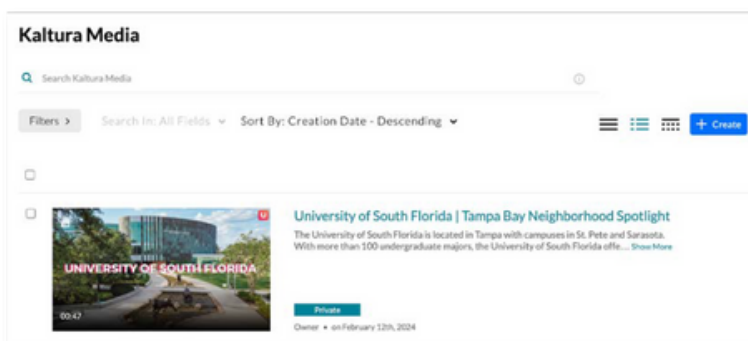 Kaltura Media
Search Kaltura Media
Filters >
Search In: All Fields
Sort By: Creation Date - Descending
+ Create
U
UNIVERSITY OF SOUTH FLORIDA
00:47
University of South Florida | Tampa Bay Neighborhood Spotlight
The University of South Florida is located in Tampa with campuses in St. Pete and Sarasota.
With more than 100 undergraduate majors, the University of South Florida offe... Show More
Private
Owner • on February 12th, 2024